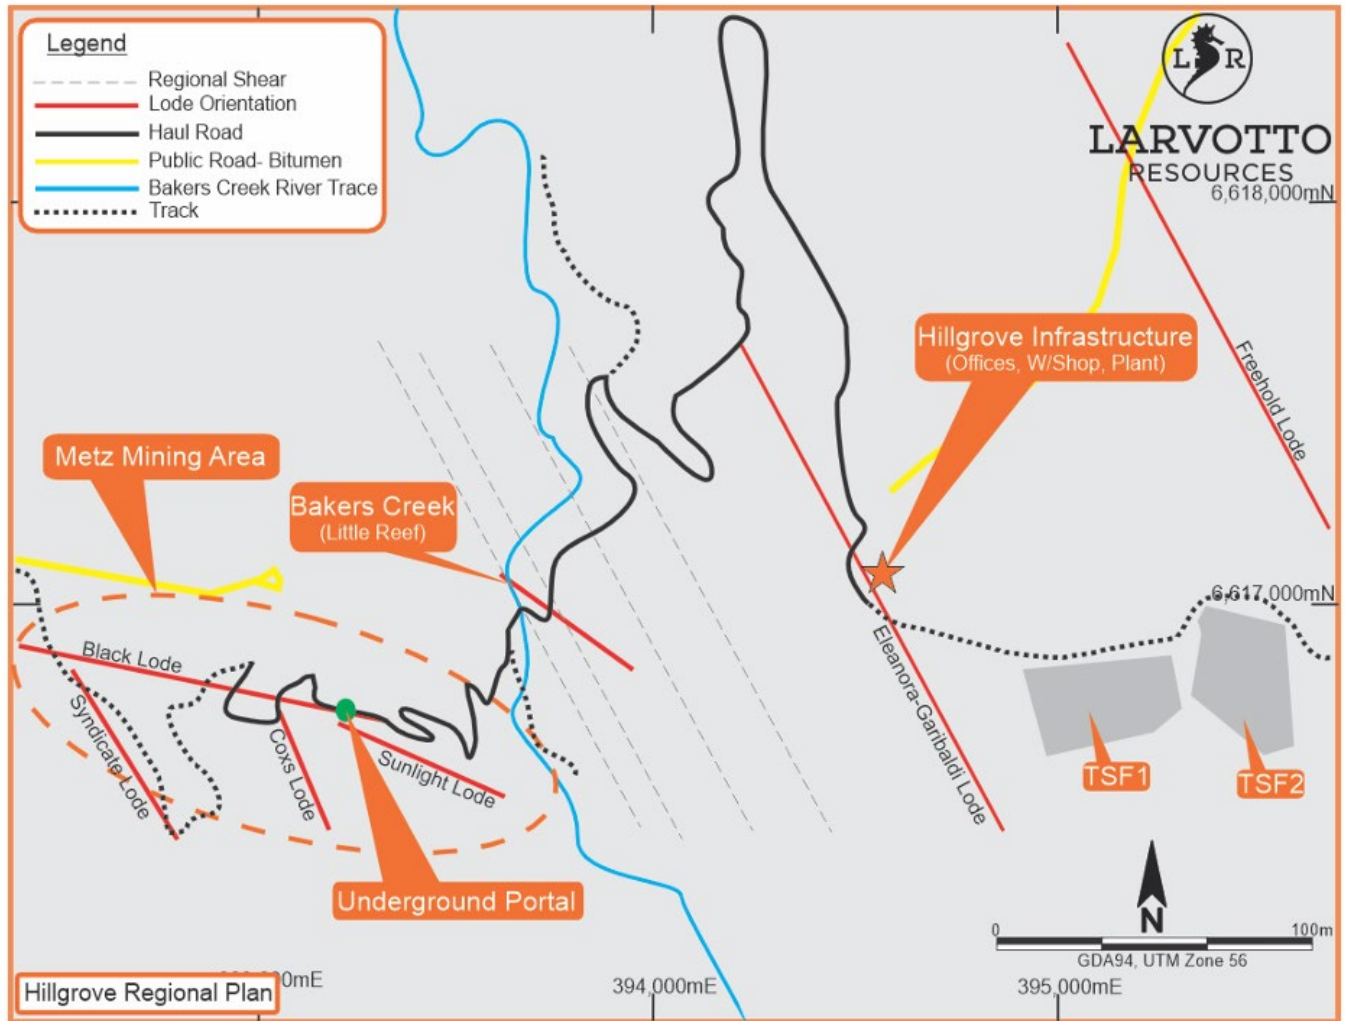 Legend
Regional Shear
Lode Orientation
Haul Road
Public Road- Bitumen
Bakers Creek River Trace
Track
L R
LARVOTTO
RESOURCES
6,618,000mN
Hillgrove Infrastructure
(Offices, W/Shop, Plant)
Freehold Lode
Metz Mining Area
Bakers Creek
(Little Reef)
6,617,000mN
Black Lode
Syndicate Lode
Coxs Lode
Sunlight Lode
Eleanora-Garibaldi Lode
TSF1
TSF2
Underground Portal
N
0 100m
GDA94, UTM Zone 56
Hillgrove Regional Plan
mE
394,000mE
395,000mE